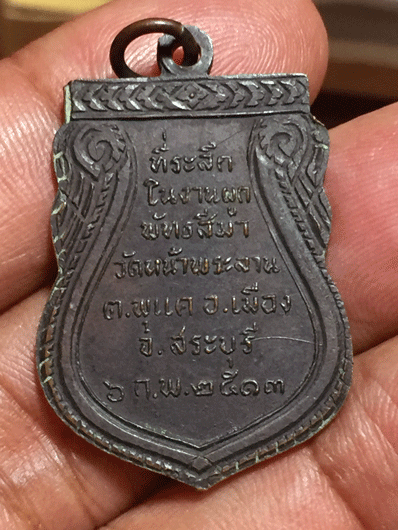 ที่ระลึก
ในงานผูก
พัทธสีมา
วัดหน้าพระลาน
ต.พุแค อ.เมือง
จ.สระบุรี
๖ ก.พ.๒๕๑๓